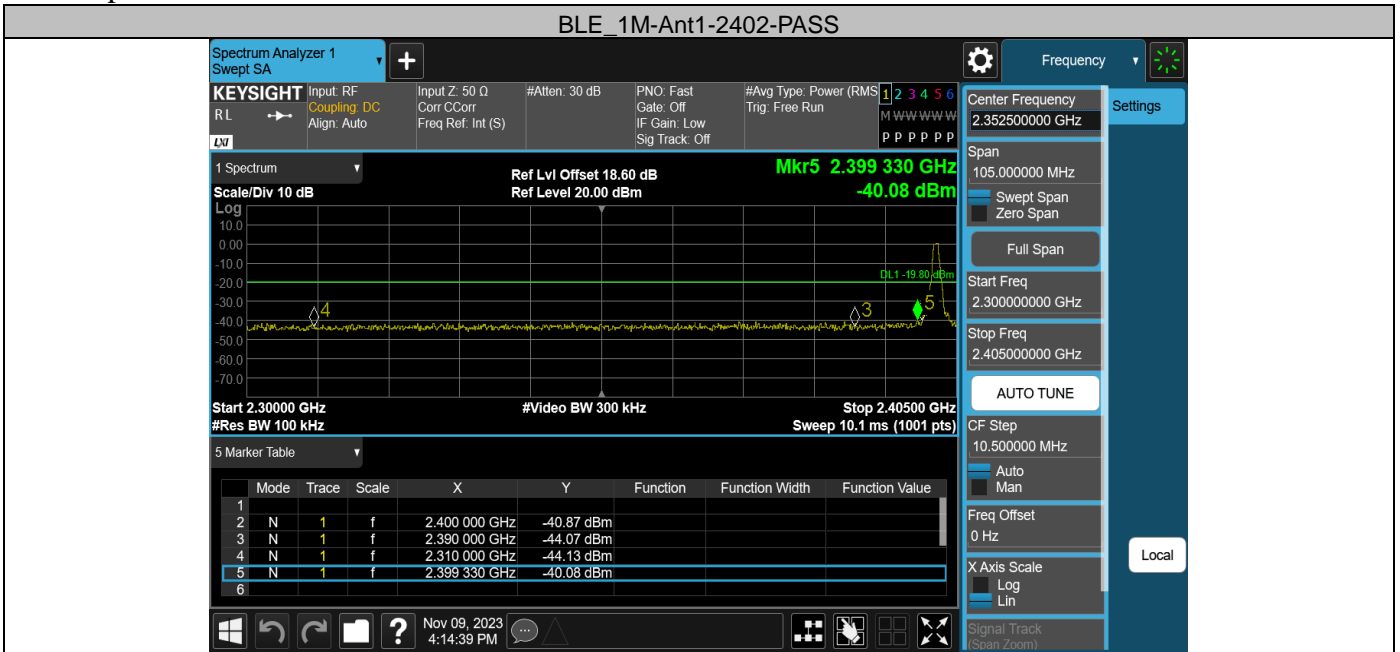 BLE_1M-Ant1-2402-PASS
Spectrum Analyzer 1
Swept SA
+
Frequency
KEYSIGHT
RL
LXI
Input: RF
Coupling: DC
Align: Auto
Input Z: 50 Ω
Corr CCorr
Freq Ref: Int (S)
#Atten: 30 dB
PNO: Fast
Gate: Off
IF Gain: Low
Sig Track: Off
#Avg Type: Power (RMS
Trig: Free Run
1 2 3 4 5 6
M W W W W W
P P P P P P
1 Spectrum
Scale/Div 10 dB
Ref Lvl Offset 18.60 dB
Ref Level 20.00 dBm
Mkr5 2.399 330 GHz
-40.08 dBm
Log
10.0
0.00
-10.0
-20.0
-30.0
-40.0
-50.0
-60.0
-70.0
DL1 -19.80 dBm
4
3
5
Start 2.30000 GHz
#Video BW 300 kHz
Stop 2.40500 GHz
#Res BW 100 kHz
Sweep 10.1 ms (1001 pts)
5 Marker Table
Mode Trace Scale X Y Function Function Width Function Value
1
2 N 1 f 2.400 000 GHz -40.87 dBm
3 N 1 f 2.390 000 GHz -44.07 dBm
4 N 1 f 2.310 000 GHz -44.13 dBm
5 N 1 f 2.399 330 GHz -40.08 dBm
6
Center Frequency
2.352500000 GHz
Settings
Span
105.000000 MHz
Swept Span
Zero Span
Full Span
Start Freq
2.300000000 GHz
Stop Freq
2.405000000 GHz
AUTO TUNE
CF Step
10.500000 MHz
Auto
Man
Freq Offset
0 Hz
Local
X Axis Scale
Log
Lin
Signal Track
(Span Zoom)
?
Nov 09, 2023
4:14:39 PM